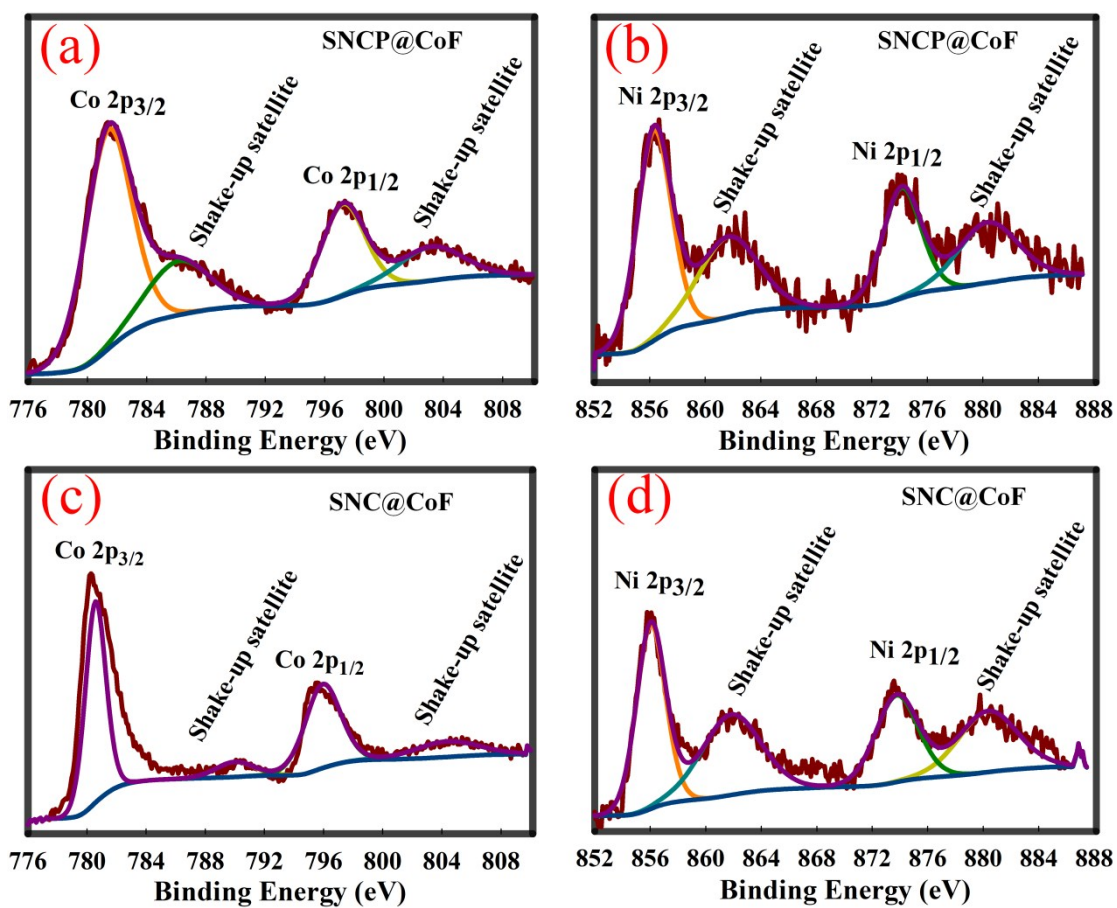 (a)
SNCP@CoF
Co 2p3/2
Shake-up satellite
Co 2p1/2
Shake-up satellite
776 780 784 788 792 796 800 804 808
Binding Energy (eV)
(b)
SNCP@CoF
Ni 2p3/2
Shake-up satellite
Ni 2p1/2
Shake-up satellite
852 856 860 864 868 872 876 880 884 888
Binding Energy (eV)
(c)
SNC@CoF
Co 2p3/2
Shake-up satellite
Co 2p1/2
Shake-up satellite
776 780 784 788 792 796 800 804 808
Binding Energy (eV)
(d)
SNC@CoF
Ni 2p3/2
Shake-up satellite
Ni 2p1/2
Shake-up satellite
852 856 860 864 868 872 876 880 884 888
Binding Energy (eV)